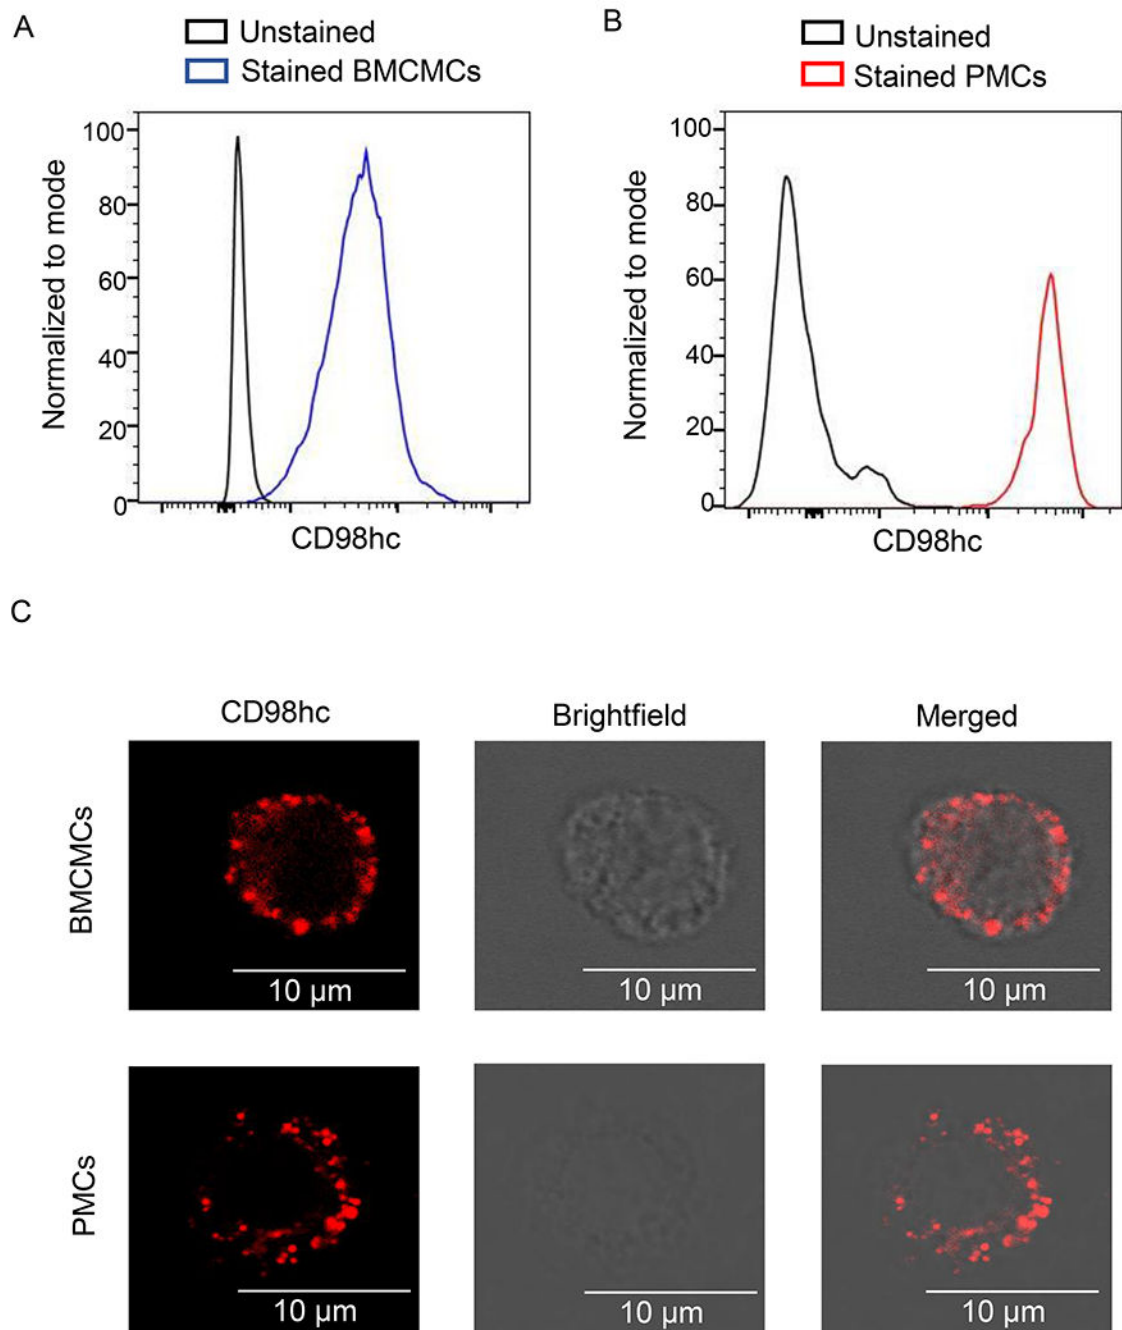 A
Unstained
Stained BMCMCs
Normalized to mode
100
80
60
40
20
0
CD98hc
B
Unstained
Stained PMCs
Normalized to mode
100
80
60
40
20
0
CD98hc
C
CD98hc
Brightfield
Merged
BMCMCs
10 µm
10 µm
10 µm
PMCs
10 µm
10 µm
10 µm